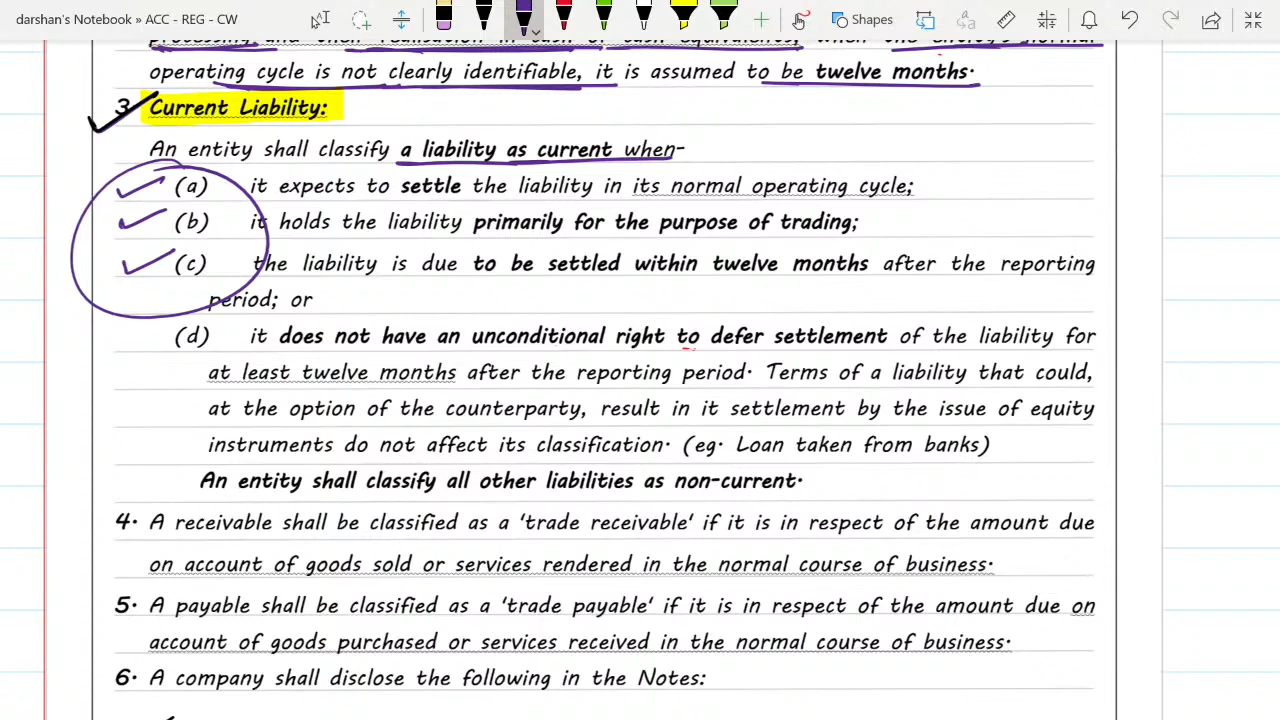 darshan's Notebook » ACC - REG - CW
Shapes
operating cycle is not clearly identifiable, it is assumed to be twelve months.
3. Current Liability:
An entity shall classify a liability as current when-
(a) it expects to settle the liability in its normal operating cycle;
(b) it holds the liability primarily for the purpose of trading;
(c) the liability is due to be settled within twelve months after the reporting
period; or
(d) it does not have an unconditional right to defer settlement of the liability for
at least twelve months after the reporting period. Terms of a liability that could,
at the option of the counterparty, result in it settlement by the issue of equity
instruments do not affect its classification. (eg. Loan taken from banks)
An entity shall classify all other liabilities as non-current.
4. A receivable shall be classified as a 'trade receivable' if it is in respect of the amount due
on account of goods sold or services rendered in the normal course of business.
5. A payable shall be classified as a 'trade payable' if it is in respect of the amount due on
account of goods purchased or services received in the normal course of business.
6. A company shall disclose the following in the Notes: